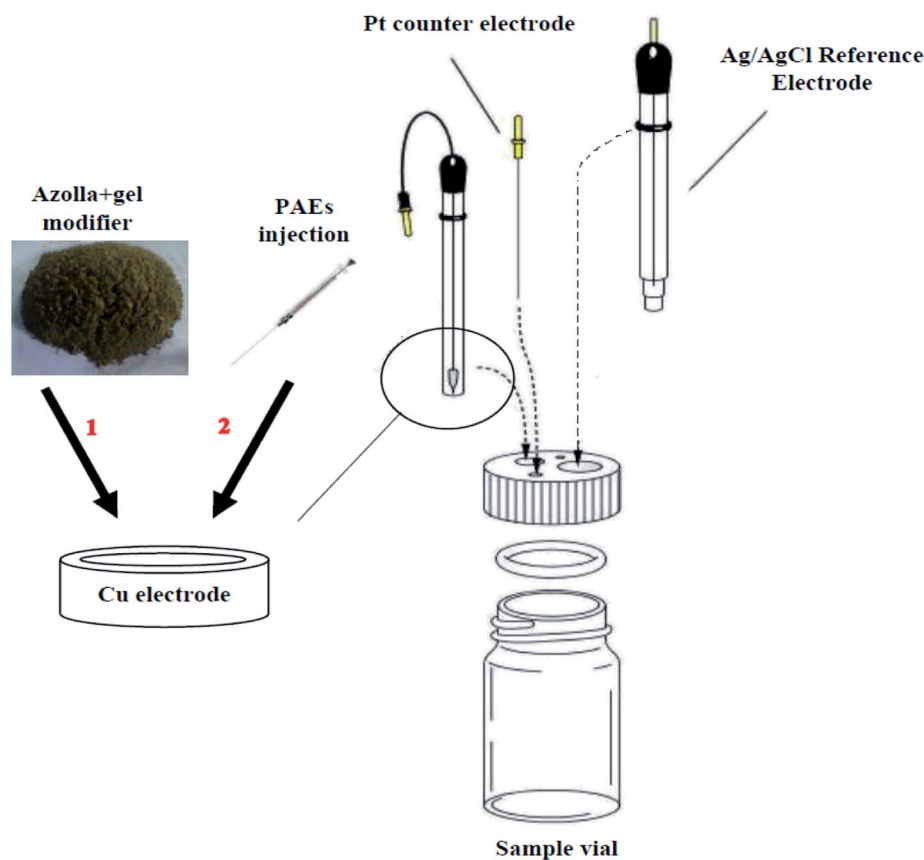 Pt counter electrode
Ag/AgCl Reference
Electrode
Azolla+gel
modifier
PAEs
injection
1
2
Cu electrode
Sample vial